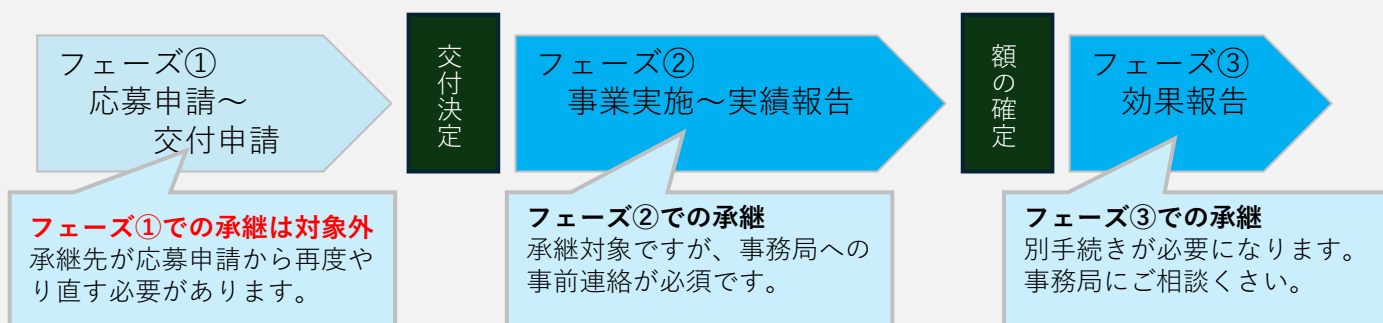 フェーズ①
応募申請～
交付申請
交付決定
フェーズ②
事業実施～実績報告
額の確定
フェーズ③
効果報告
フェーズ①での承継は対象外
承継先が応募申請から再度や
り直す必要があります。
フェーズ②での承継
承継対象ですが、事務局への
事前連絡が必須です。
フェーズ③での承継
別手続きが必要になります。
事務局にご相談くさい。